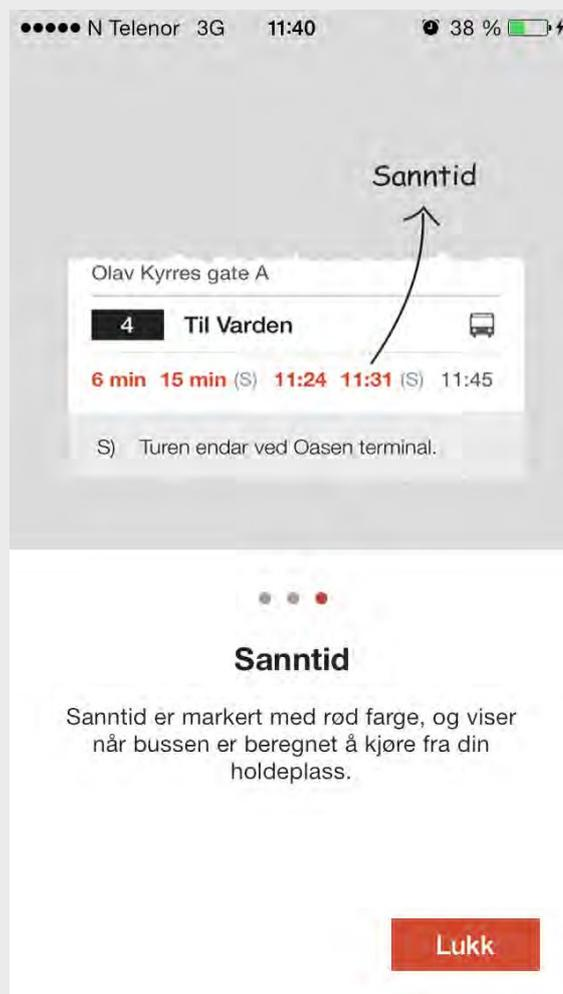 N Telenor 3G 11:40 38 %
Sanntid
Olav Kyrres gate A
4 Til Varden
6 min 15 min (S) 11:24 11:31 (S) 11:45
S) Turen endar ved Oasen terminal.
Sanntid
Sanntid er markert med rød farge, og viser
når bussen er beregnet å kjøre fra din
holdeplass.
Lukk